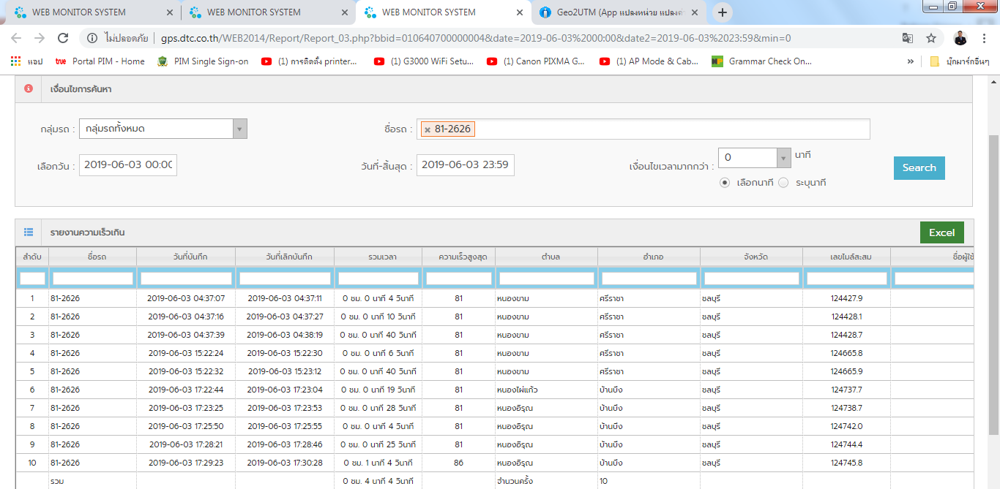 WEB MONITOR SYSTEM WEB MONITOR SYSTEM WEB MONITOR SYSTEM Geo2UTM (App แปลงหน่วย แปลงค่
ไม่ปลอดภัย gps.dtc.co.th/WEB2014/Report/Report_03.php?bbid=010640700000004&date=2019-06-03%2000:00&date2=2019-06-03%2023:59&min=0
แอป true Portal PIM - Home PIM Single Sign-on (1) การติดตั้ง printer... (1) G3000 WiFi Setu... (1) Canon PIXMA G... (1) AP Mode & Cab... NP Grammar Check On... » บุ๊กมาร์กอื่นๆ
เงื่อนไขการค้นหา
กลุ่มรถ : กลุ่มรถทั้งหมด ชื่อรถ : 81-2626
เลือกวัน : 2019-06-03 00:00 วันที่-สิ้นสุด : 2019-06-03 23:59 เงื่อนไขเวลามากกว่า : 0 นาที Search
เลือกนาที ระบุนาที
รายงานความเร็วเกิน Excel
ลำดับ ชื่อรถ วันที่บันทึก วันที่เลิกบันทึก รวมเวลา ความเร็วสูงสุด ตำบล อำเภอ จังหวัด เลขไมล์สะสม ชื่อผู้ใช้
1 81-2626 2019-06-03 04:37:07 2019-06-03 04:37:11 0 ชม. 0 นาที 4 วินาที 81 หนองขาม ศรีราชา ชลบุรี 124427.9
2 81-2626 2019-06-03 04:37:16 2019-06-03 04:37:27 0 ชม. 0 นาที 10 วินาที 81 หนองขาม ศรีราชา ชลบุรี 124428.1
3 81-2626 2019-06-03 04:37:39 2019-06-03 04:38:19 0 ชม. 0 นาที 40 วินาที 81 หนองขาม ศรีราชา ชลบุรี 124428.7
4 81-2626 2019-06-03 15:22:24 2019-06-03 15:22:30 0 ชม. 0 นาที 6 วินาที 81 หนองขาม ศรีราชา ชลบุรี 124665.8
5 81-2626 2019-06-03 15:22:32 2019-06-03 15:23:12 0 ชม. 0 นาที 40 วินาที 81 หนองขาม ศรีราชา ชลบุรี 124665.9
6 81-2626 2019-06-03 17:22:44 2019-06-03 17:23:04 0 ชม. 0 นาที 19 วินาที 81 หนองไผ่แก้ว บ้านบึง ชลบุรี 124737.7
7 81-2626 2019-06-03 17:23:25 2019-06-03 17:23:53 0 ชม. 0 นาที 28 วินาที 81 หนองอิรุณ บ้านบึง ชลบุรี 124738.7
8 81-2626 2019-06-03 17:25:50 2019-06-03 17:25:55 0 ชม. 0 นาที 4 วินาที 81 หนองอิรุณ บ้านบึง ชลบุรี 124742.0
9 81-2626 2019-06-03 17:28:21 2019-06-03 17:28:46 0 ชม. 0 นาที 25 วินาที 81 หนองอิรุณ บ้านบึง ชลบุรี 124744.4
10 81-2626 2019-06-03 17:29:23 2019-06-03 17:30:28 0 ชม. 1 นาที 4 วินาที 86 หนองอิรุณ บ้านบึง ชลบุรี 124745.8
รวม 0 ชม. 4 นาที 4 วินาที จำนวนครั้ง 10